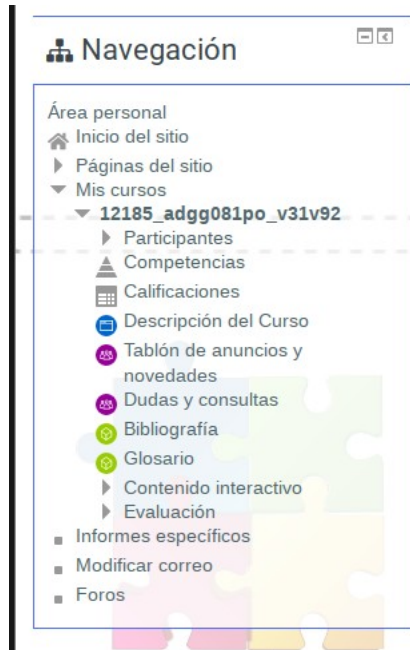 Navegación
Área personal
Inicio del sitio
Páginas del sitio
Mis cursos
12185_adgg081po_v31v92
Participantes
Competencias
Calificaciones
Descripción del Curso
Tablón de anuncios y
novedades
Dudas y consultas
Bibliografía
Glosario
Contenido interactivo
Evaluación
Informes específicos
Modificar correo
Foros